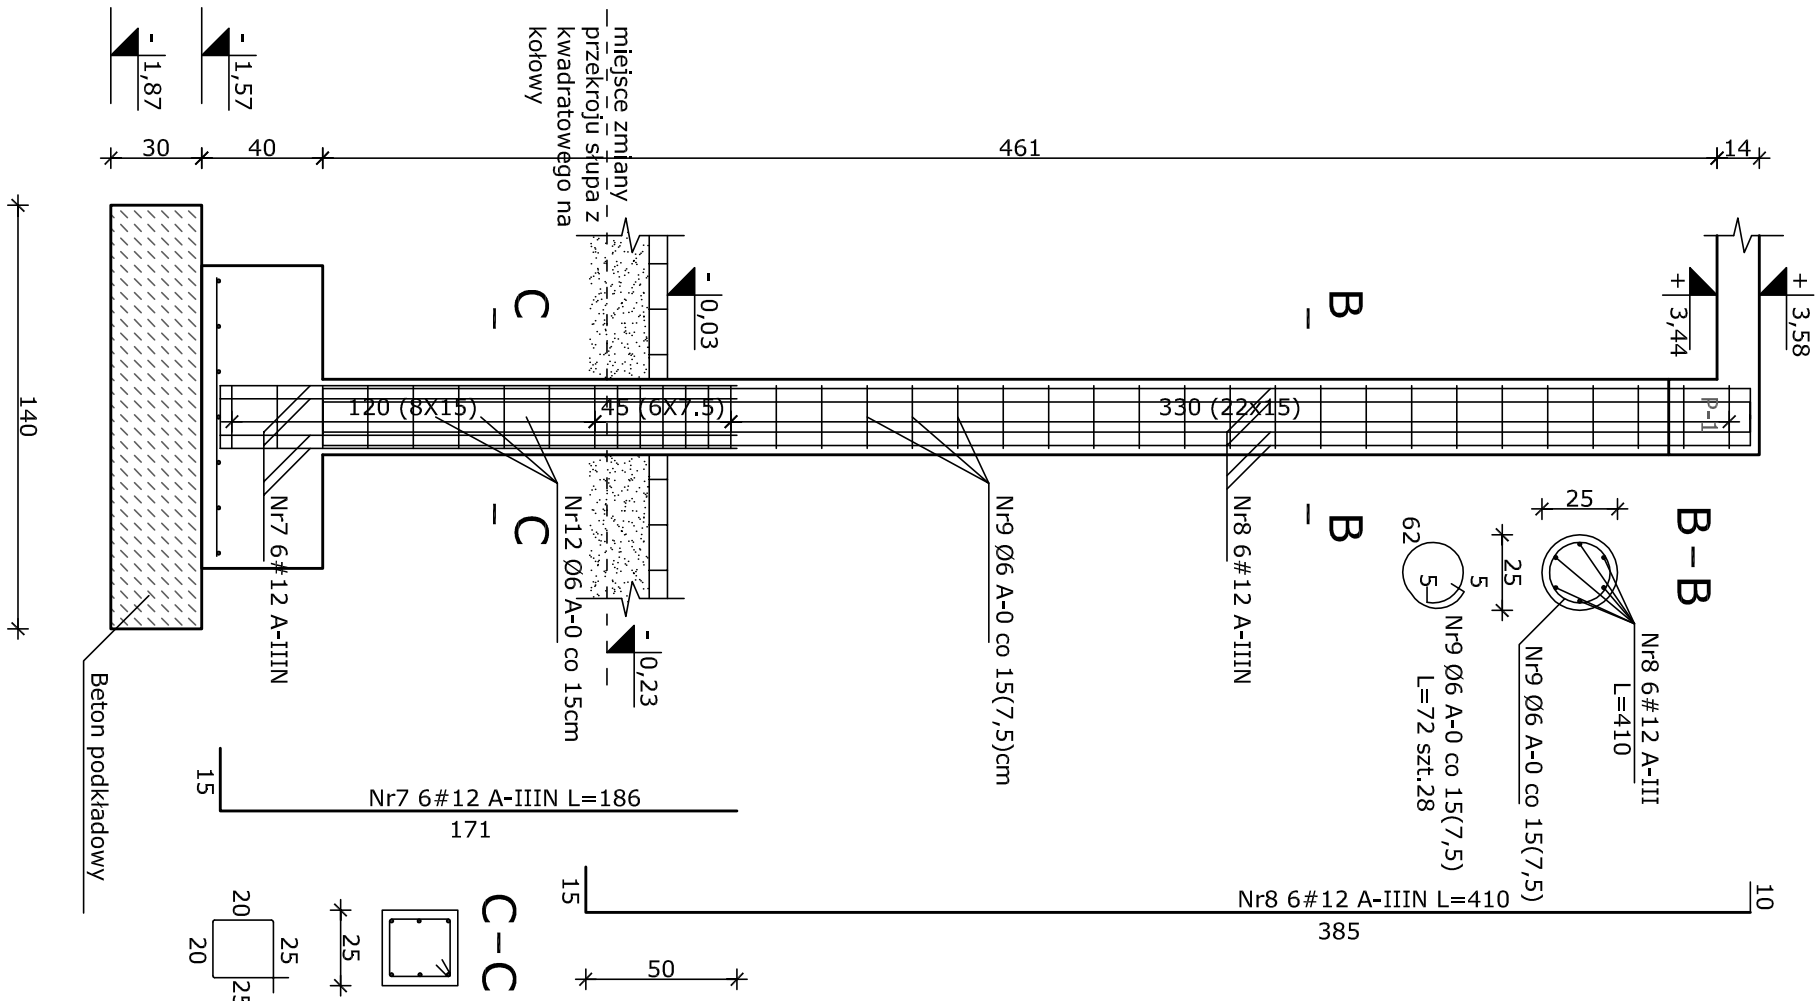 -
1,87
-
1,57
miejsce zmiany
przekroju słupa z
kwadratowego na
kołowy
30
40
461
14
140
C
-
-
0,03
B
-
+
3,44
+
3,58
120 (8X15)
45 (6X7.5)
330 (22x15)
P-1
-
C
-
B
Nr7 6#12 A-IIIN
Nr12 Ø6 A-0 co 15cm
Nr9 Ø6 A-0 co 15(7,5)cm
Nr8 6#12 A-IIIN
-
0,23
B-B
25
25
62
5
5
Nr9 Ø6 A-0 co 15(7,5)
L=72 szt.28
Nr9 Ø6 A-0 co 15(7,5)
Nr8 6#12 A-III
L=410
Beton podkładowy
15
Nr7 6#12 A-IIIN L=186
171
15
Nr8 6#12 A-IIIN L=410
385
10
50
C-C
25
20
20
25
25